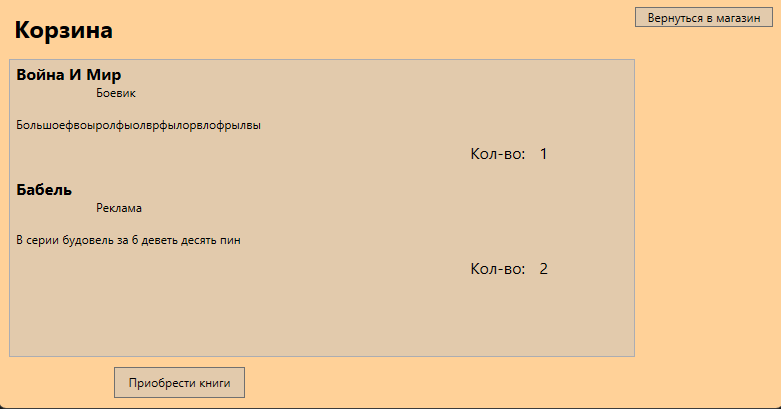 Вернуться в магазин
Корзина
Война И Мир
Боевик
Большоефвоыролфыолврфылорвлофрылвы
Кол-во: 1
Бабель
Реклама
В серии будовель за 6 деветь десять пин
Кол-во: 2
Приобрести книги